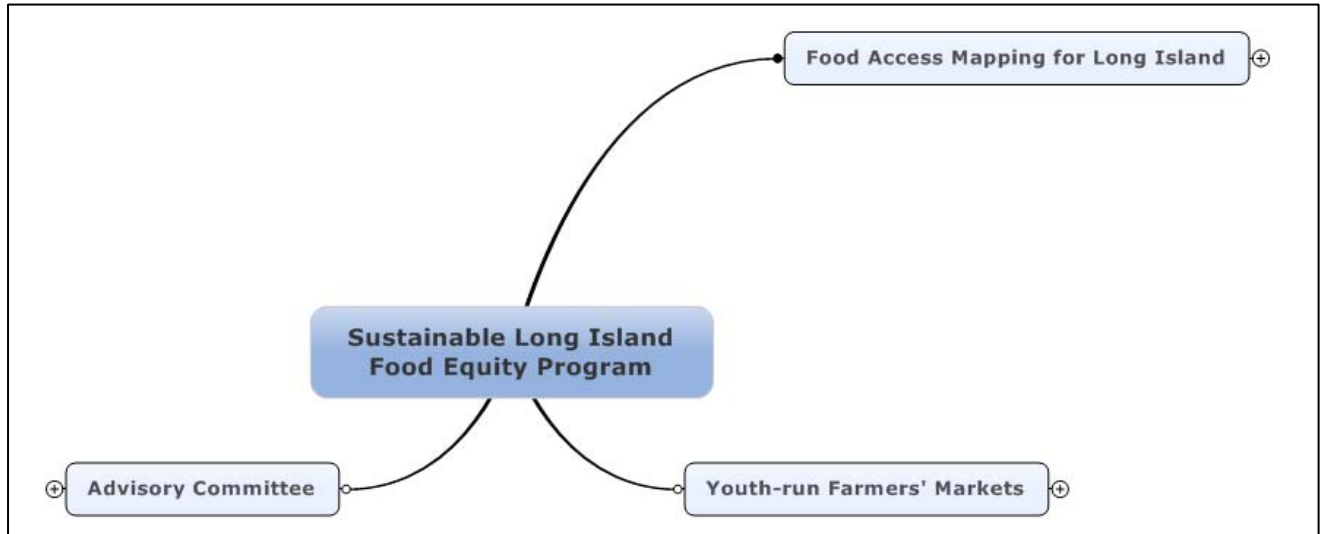 Food Access Mapping for Long Island
Sustainable Long Island
Food Equity Program
Advisory Committee
Youth-run Farmers' Markets